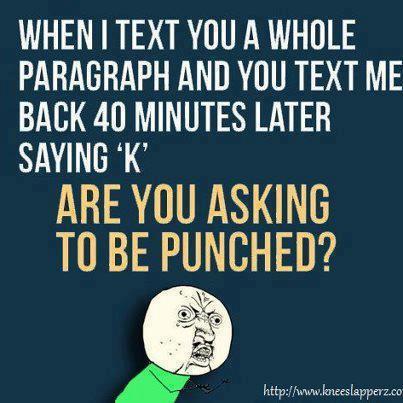 WHEN I TEXT YOU A WHOLE
PARAGRAPH AND YOU TEXT ME
BACK 40 MINUTES LATER
SAYING ‘K’
ARE YOU ASKING
TO BE PUNCHED?
http://www.kneeslapperz.com